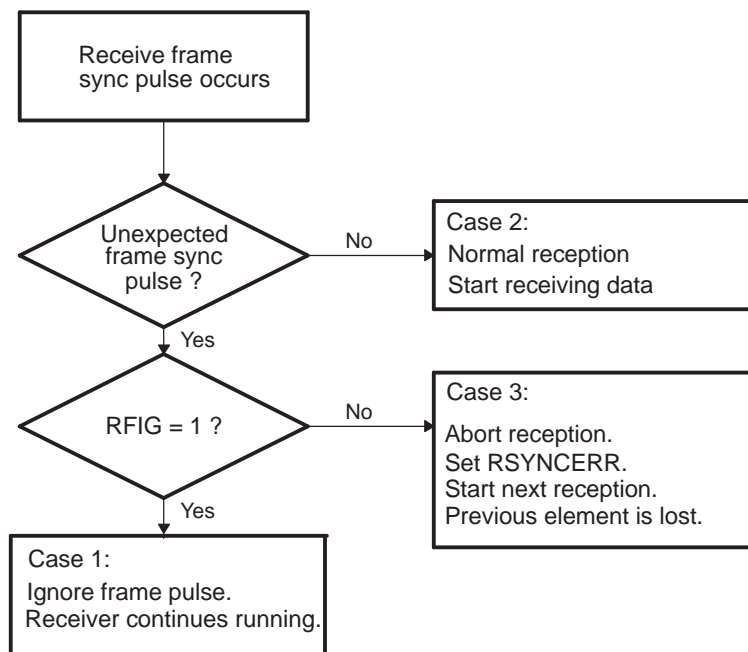 Receive frame
sync pulse occurs
Unexpected
frame sync
pulse ?
No
Case 2:
Normal reception
Start receiving data
Yes
RFIG = 1 ?
No
Case 3:
Abort reception.
Set RSYNCERR.
Start next reception.
Previous element is lost.
Yes
Case 1:
Ignore frame pulse.
Receiver continues running.